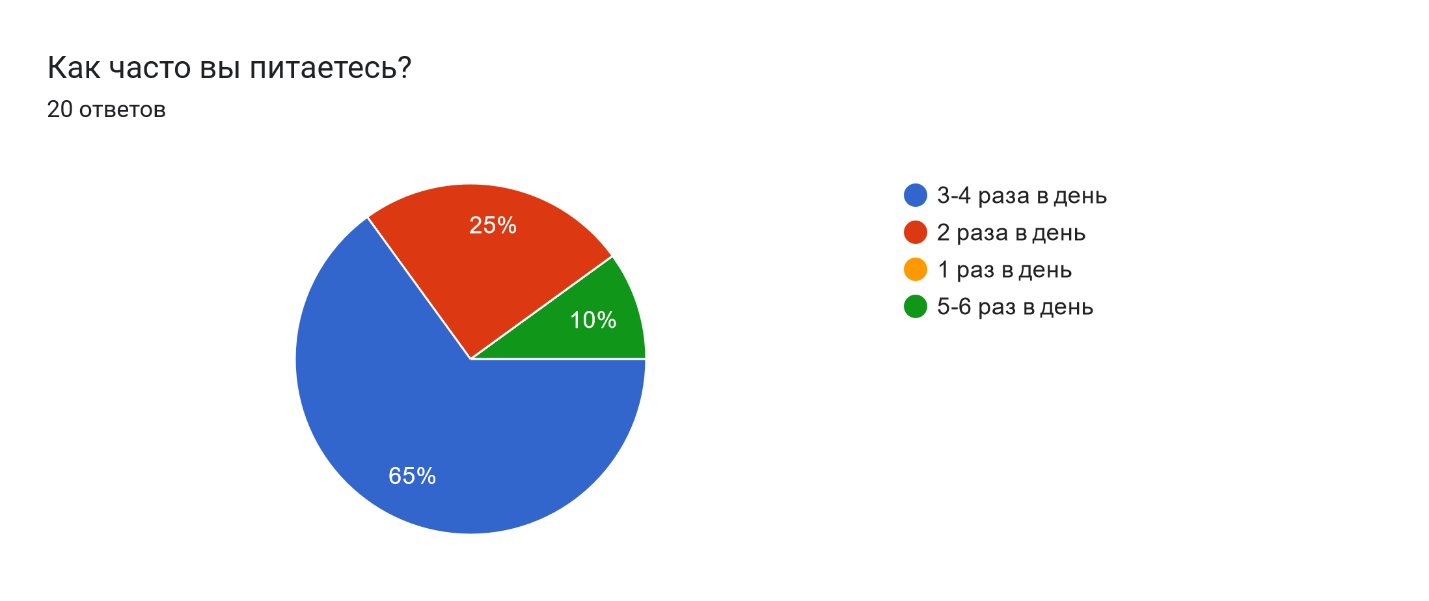 Как часто вы питаетесь?
20 ответов
25%
10%
65%
3-4 раза в день
2 раза в день
1 раз в день
5-6 раз в день